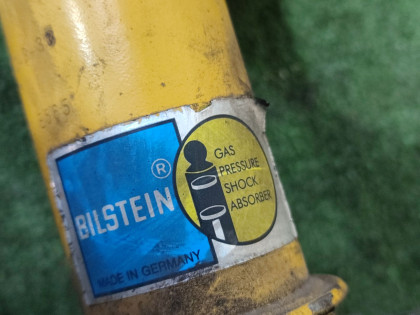 ®
BILSTEIN
MADE IN GERMANY
GAS
PRESSURE
SHOCK
ABSORBER